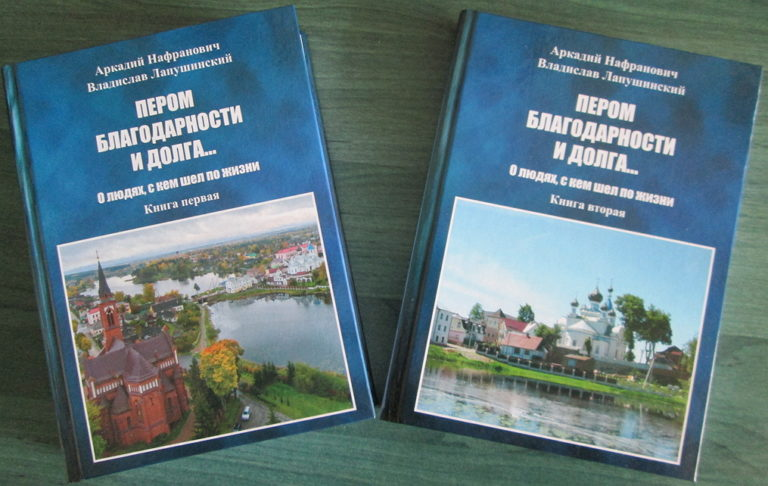 Аркадий Нафранович
Владислав Лапушинский
ПЕРОМ
БЛАГОДАРНОСТИ
И ДОЛГА...
О людях, с кем шел по жизни
Книга первая
Аркадий Нафранович
Владислав Лапушинский
ПЕРОМ
БЛАГОДАРНОСТИ
И ДОЛГА...
О людях, с кем шел по жизни
Книга вторая